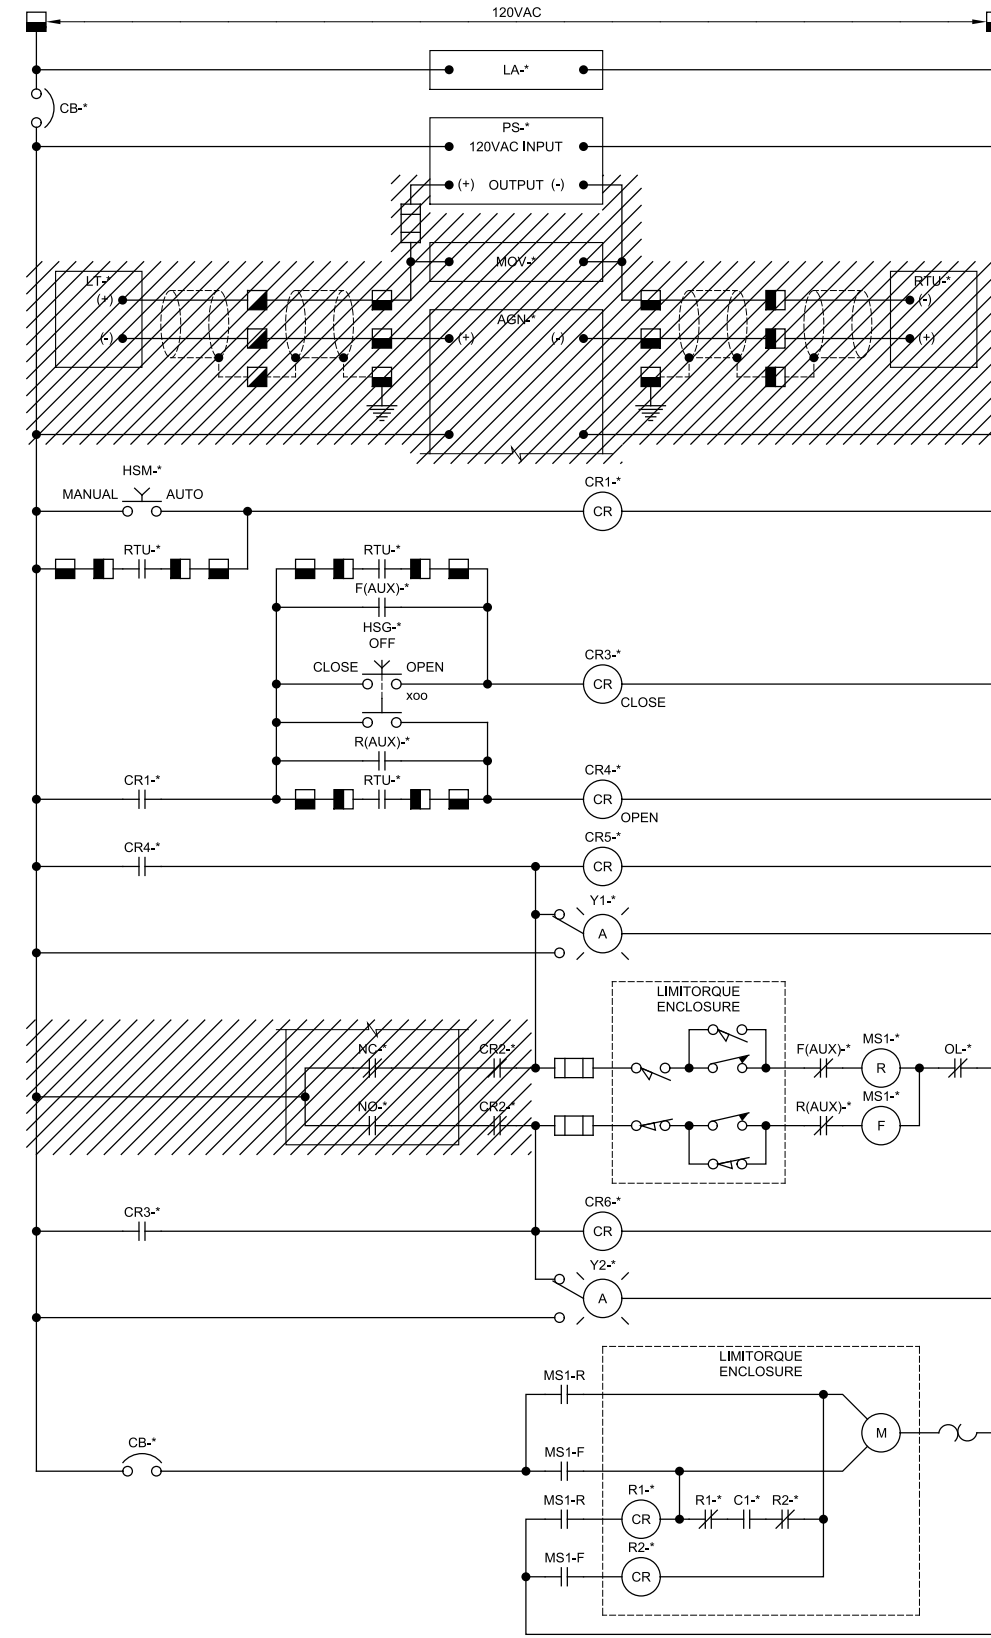 120VAC
LA-*
CB-*
PS-*
120VAC INPUT
(+) OUTPUT (-)
MOV-*
LT-*
RTU-*
(+)
(-)
AGN-*
(-)
(+) (-)
(+)
HSM-*
MANUAL AUTO
CR1-*
CR
RTU-*
RTU-*
F(AUX)-*
HSG-*
OFF
CLOSE OPEN
xoo
CR3-*
CR
CLOSE
R(AUX)-*
CR1-*
RTU-*
CR4-*
CR
OPEN
CR4-*
CR5-*
CR
Y1-*
A
LIMITORQUE
ENCLOSURE
NC-*
CR2-*
F(AUX)-*
MS1-*
R
OL-*
NO-*
CR2-*
R(AUX)-*
MS1-*
F
CR3-*
CR6-*
CR
Y2-*
A
LIMITORQUE
ENCLOSURE
MS1-R
M
CB-*
MS1-F
MS1-R
R1-*
CR
R1-*
C1-*
R2-*
MS1-F
R2-*
CR